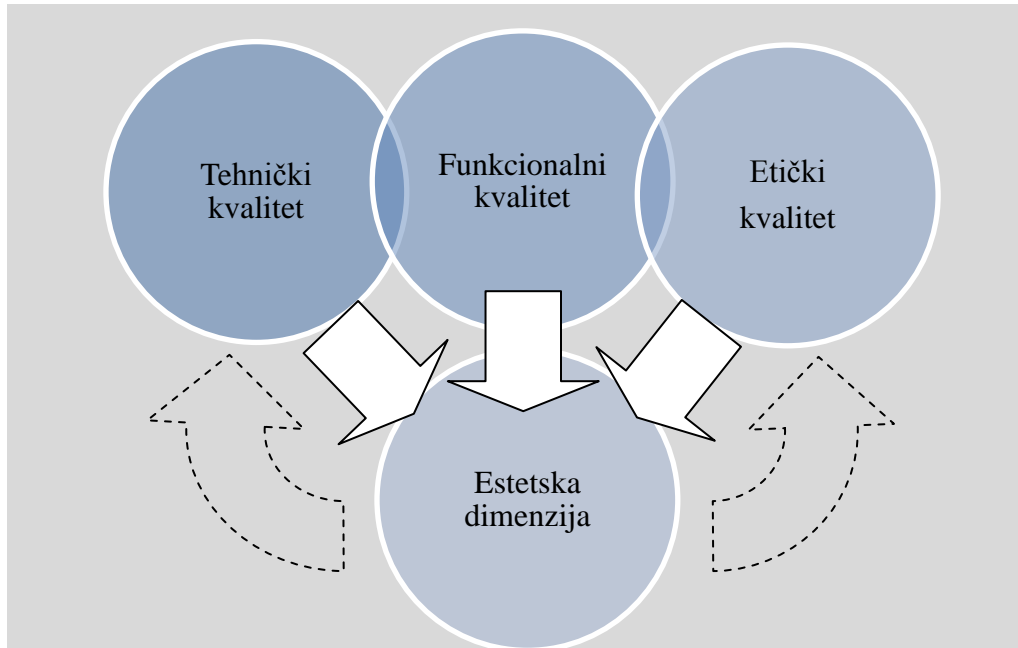 Tehnički
kvalitet
Funkcionalni
kvalitet
Etički
kvalitet
Estetska
dimenzija